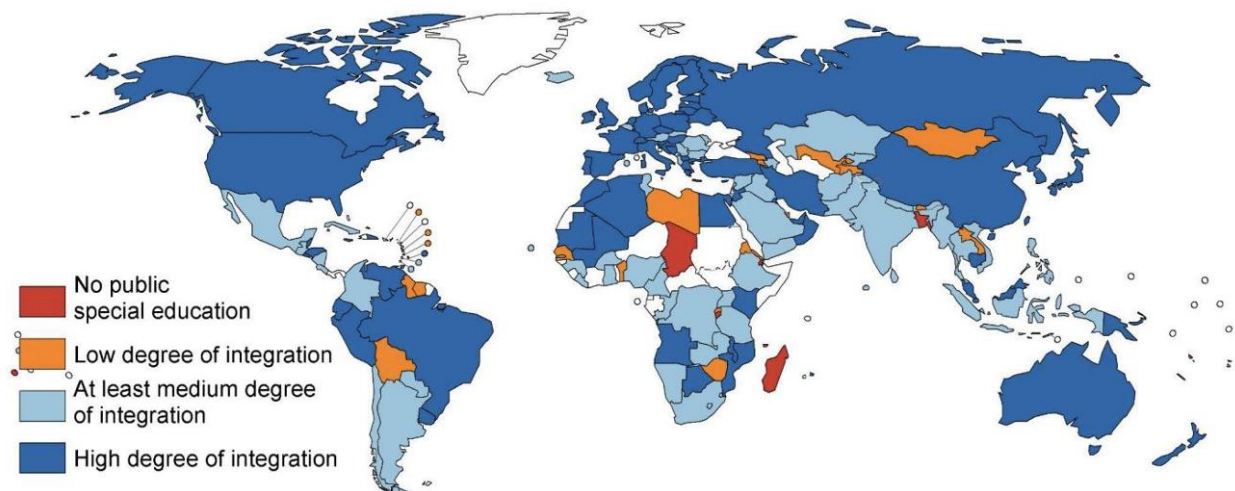 No public
special education
Low degree of integration
At least medium degree
of integration
High degree of integration